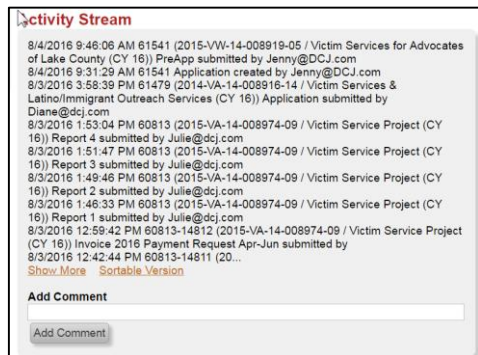 Activity Stream
8/4/2016 9:46:06 AM 61541 (2015-VW-14-008919-05 / Victim Services for Advocates
of Lake County (CY 16)) PreApp submitted by Jenny@DCJ.com
8/4/2016 9:31:29 AM 61541 Application created by Jenny@DCJ.com
8/3/2016 3:58:39 PM 61479 (2014-VA-14-008916-14 / Victim Services &
Latino/Immigrant Outreach Services (CY 16)) Application submitted by
Diane@dcj.com
8/3/2016 1:53:04 PM 60813 (2015-VA-14-008974-09 / Victim Service Project (CY
16)) Report 4 submitted by Julie@dcj.com
8/3/2016 1:51:47 PM 60813 (2015-VA-14-008974-09 / Victim Service Project (CY
16)) Report 3 submitted by Julie@dcj.com
8/3/2016 1:49:46 PM 60813 (2015-VA-14-008974-09 / Victim Service Project (CY
16)) Report 2 submitted by Julie@dcj.com
8/3/2016 1:46:33 PM 60813 (2015-VA-14-008974-09 / Victim Service Project (CY
16)) Report 1 submitted by Julie@dcj.com
8/3/2016 12:59:42 PM 60813-14812 (2015-VA-14-008974-09 / Victim Service Project
(CY 16)) Invoice 2016 Payment Request Apr-Jun submitted by
8/3/2016 12:42:44 PM 60813-14811 (20...
Show More Sortable Version
Add Comment
Add Comment